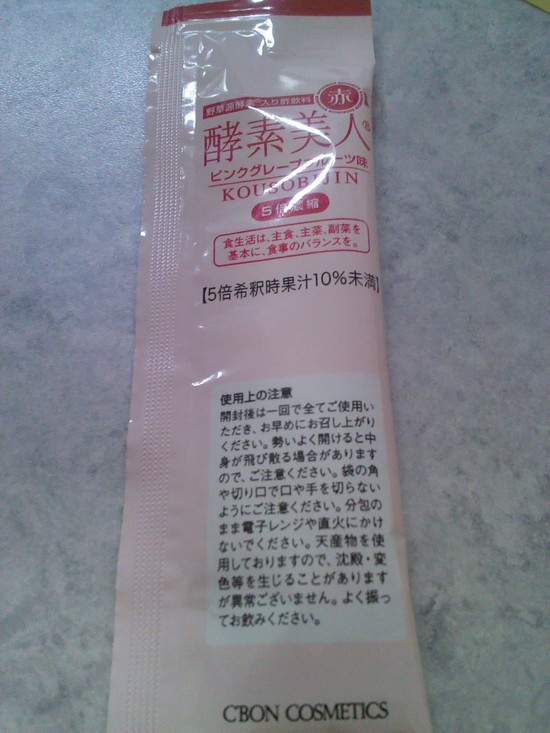 野草源酵素入り酢飲料
赤
酵素美人®
ピンクグレープフルーツ味
KOUSOBIJIN
5倍濃縮
食生活は、主食、主菜、副菜を
基本に、食事のバランスを。
【5倍希釈時果汁10%未満】
使用上の注意
開封後は一回で全てご使用い
ただき、お早めにお召し上がり
ください。勢いよく開けると中
身が飛び散る場合があります
ので、ご注意ください。袋の角
や切り口で口や手を切らない
ようにご注意ください。分包の
まま電子レンジや直火にかけ
ないでください。天産物を使
用しておりますので、沈殿・変
色等を生じることがあります
が異常ございません。よく振っ
てお飲みください。
C'BON COSMETICS